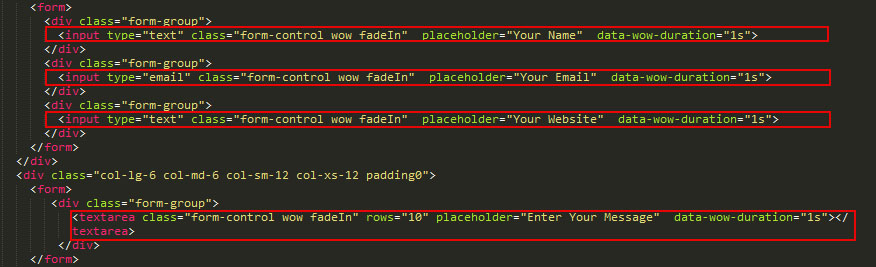 <form>
<div class="form-group">
<input type="text" class="form-control wow fadeIn"  placeholder="Your Name"  data-wow-duration="1s">
</div>
<div class="form-group">
<input type="email" class="form-control wow fadeIn"  placeholder="Your Email"  data-wow-duration="1s">
</div>
<div class="form-group">
<input type="text" class="form-control wow fadeIn"  placeholder="Your Website"  data-wow-duration="1s">
</div>
</form>
</div>
<div class="col-lg-6 col-md-6 col-sm-12 col-xs-12 padding0">
<form>
<div class="form-group">
<textarea class="form-control wow fadeIn" rows="10" placeholder="Enter Your Message"  data-wow-duration="1s"></
textarea>
</div>
</form>